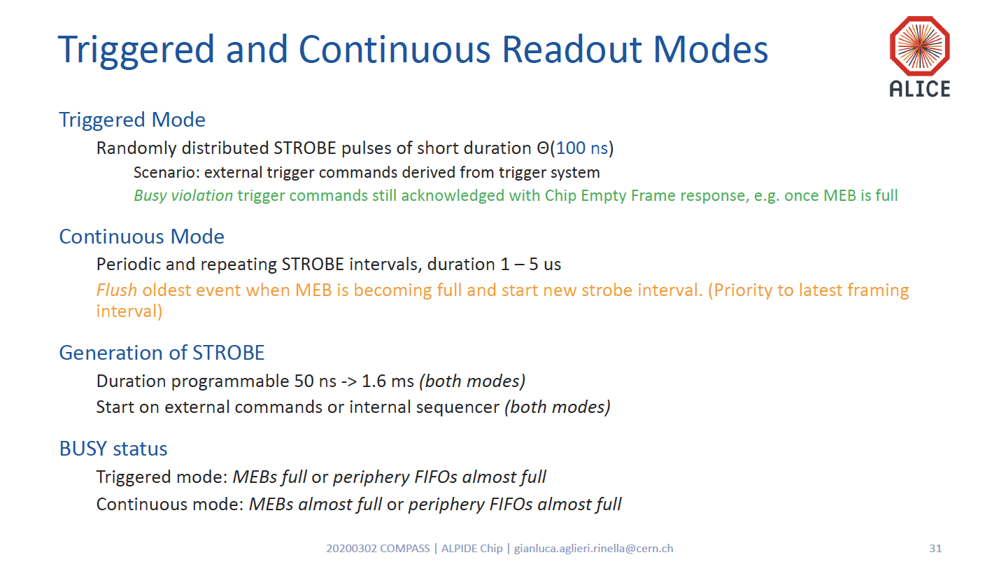 Triggered and Continuous Readout Modes
ALICE
Triggered Mode
Randomly distributed STROBE pulses of short duration Θ(100 ns)
Scenario: external trigger commands derived from trigger system
Busy violation trigger commands still acknowledged with Chip Empty Frame response, e.g. once MEB is full
Continuous Mode
Periodic and repeating STROBE intervals, duration 1 – 5 us
Flush oldest event when MEB is becoming full and start new strobe interval. (Priority to latest framing
interval)
Generation of STROBE
Duration programmable 50 ns -> 1.6 ms (both modes)
Start on external commands or internal sequencer (both modes)
BUSY status
Triggered mode: MEBs full or periphery FIFOs almost full
Continuous mode: MEBs almost full or periphery FIFOs almost full
20200302 COMPASS | ALPIDE Chip | gianluca.aglieri.rinella@cern.ch
31